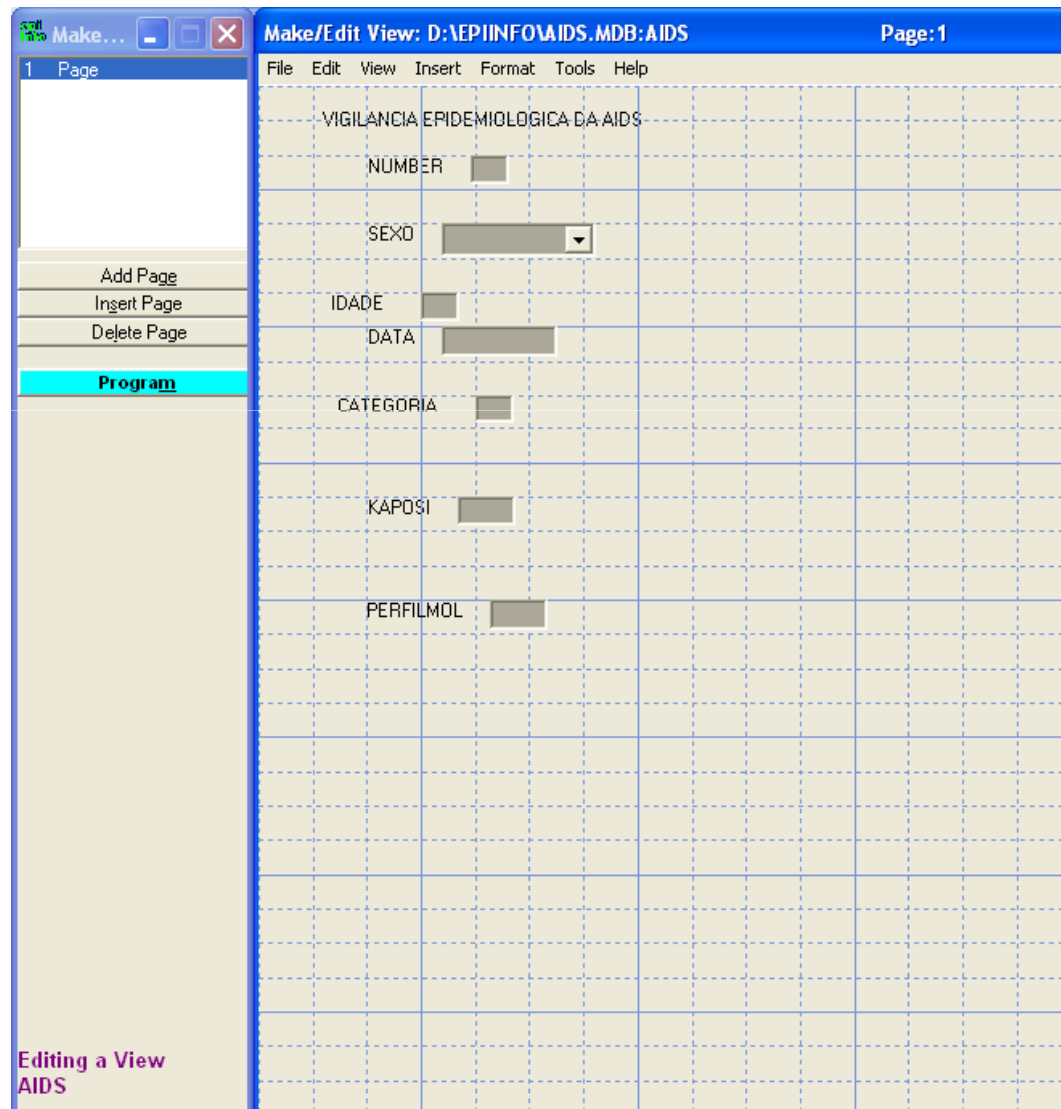 Make...
1 Page
Add Page
Insert Page
Delete Page
Program
Editing a View
AIDS
Make/Edit View: D:\EPIINFO\AIDS.MDB:AIDS Page:1
File Edit View Insert Format Tools Help
VIGILANCIA EPIDEMIOLOGICA DA AIDS
NUMBER
SEXO
IDADE
DATA
CATEGORIA
KAPOSI
PERFILMOL